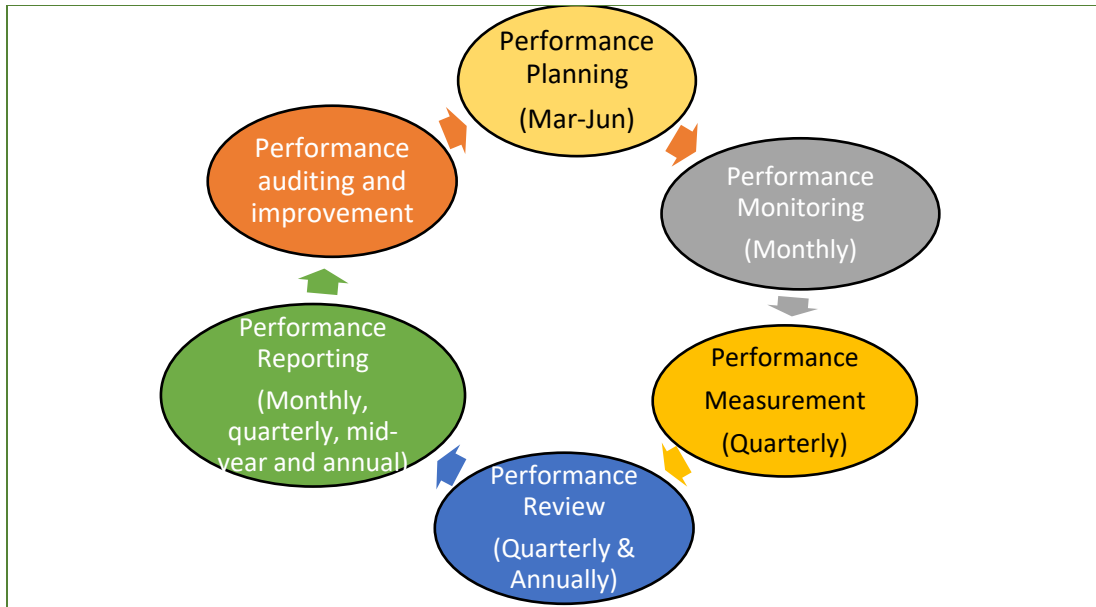 Performance
Planning
(Mar-Jun)
Performance
Monitoring
(Monthly)
Performance
Measurement
(Quarterly)
Performance
Review
(Quarterly &
Annually)
Performance
Reporting
(Monthly,
quarterly, mid-
year and annual)
Performance
auditing and
improvement